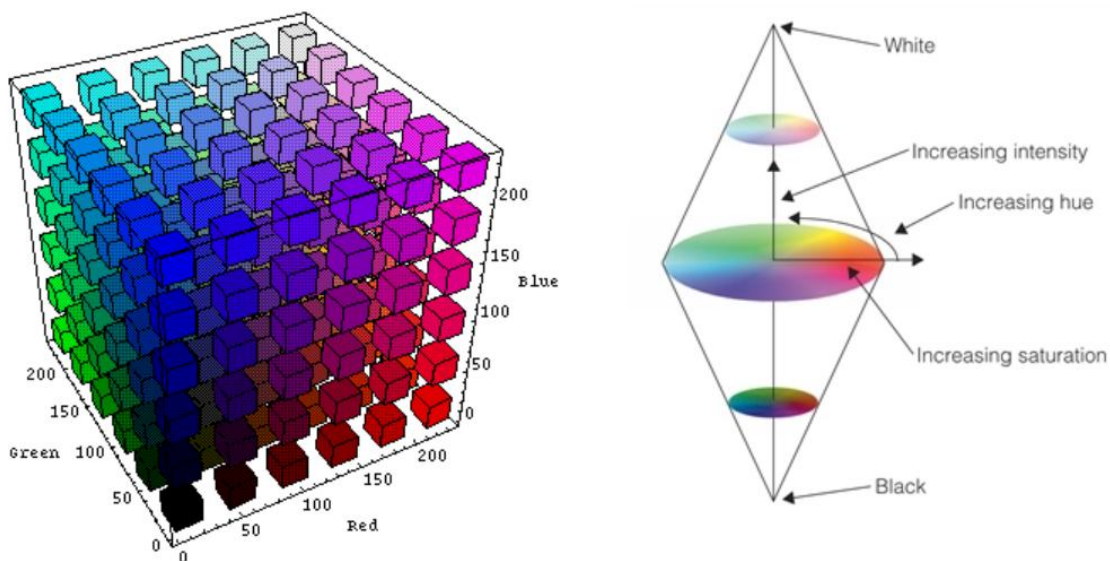 200
150
Blue
100
50
0
200
150
Green 100
50
0
0
50
100
150
200
Red
White
Increasing intensity
Increasing hue
Increasing saturation
Black